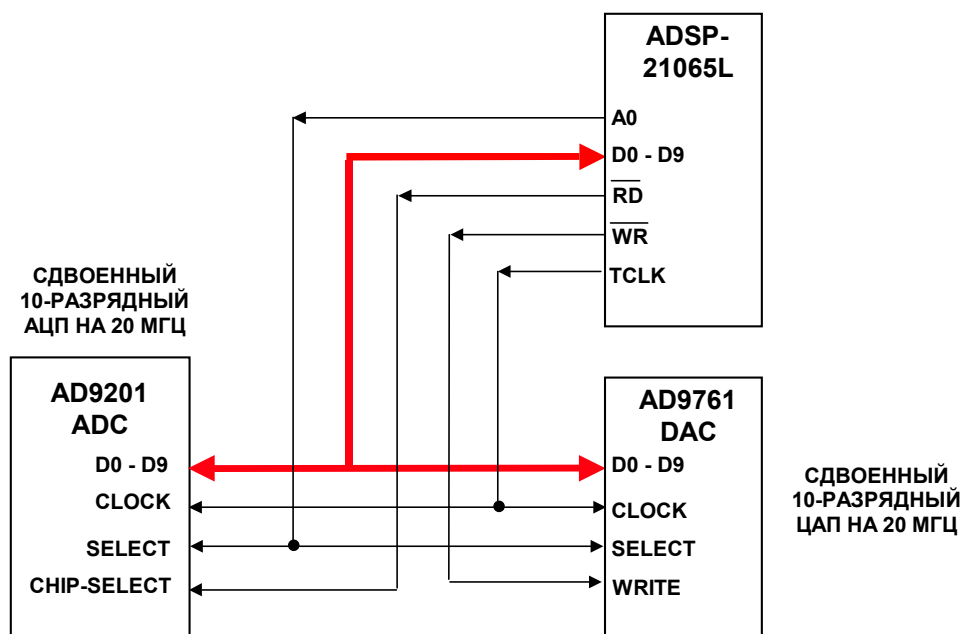 ADSP-
21065L
A0
D0 - D9
RD
WR
TCLK
СДВОЕННЫЙ
10-РАЗРЯДНЫЙ
АЦП НА 20 МГЦ
AD9201
ADC
D0 - D9
CLOCK
SELECT
CHIP-SELECT
AD9761
DAC
D0 - D9
CLOCK
SELECT
WRITE
СДВОЕННЫЙ
10-РАЗРЯДНЫЙ
ЦАП НА 20 МГЦ